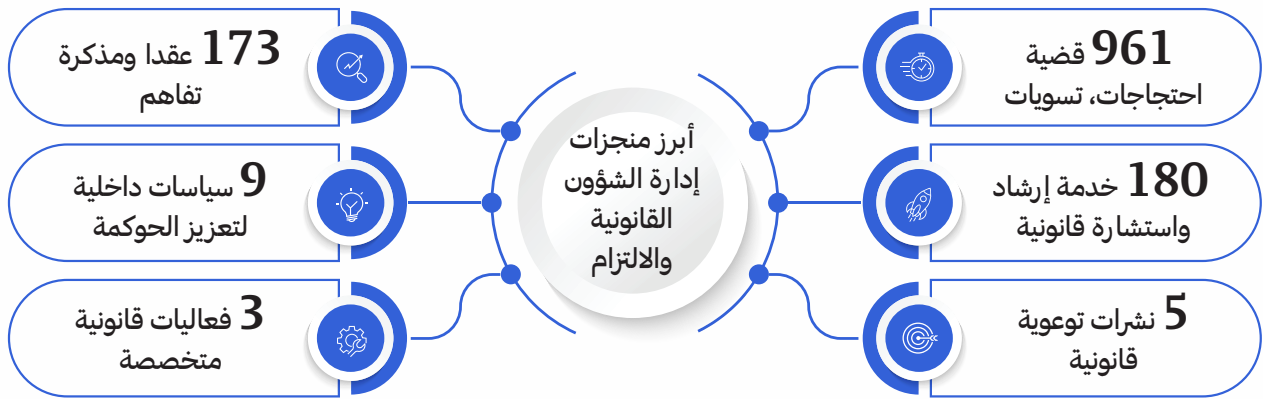 أبرز منجزات
إدارة الشؤون
القانونية
والالتزام
961 قضية
احتجاجات، تسويات
180 خدمة إرشاد
واستشارة قانونية
5 نشرات توعوية
قانونية
173 عقدا ومذكرة
تفاهم
9 سياسات داخلية
لتعزيز الحوكمة
3 فعاليات قانونية
متخصصة